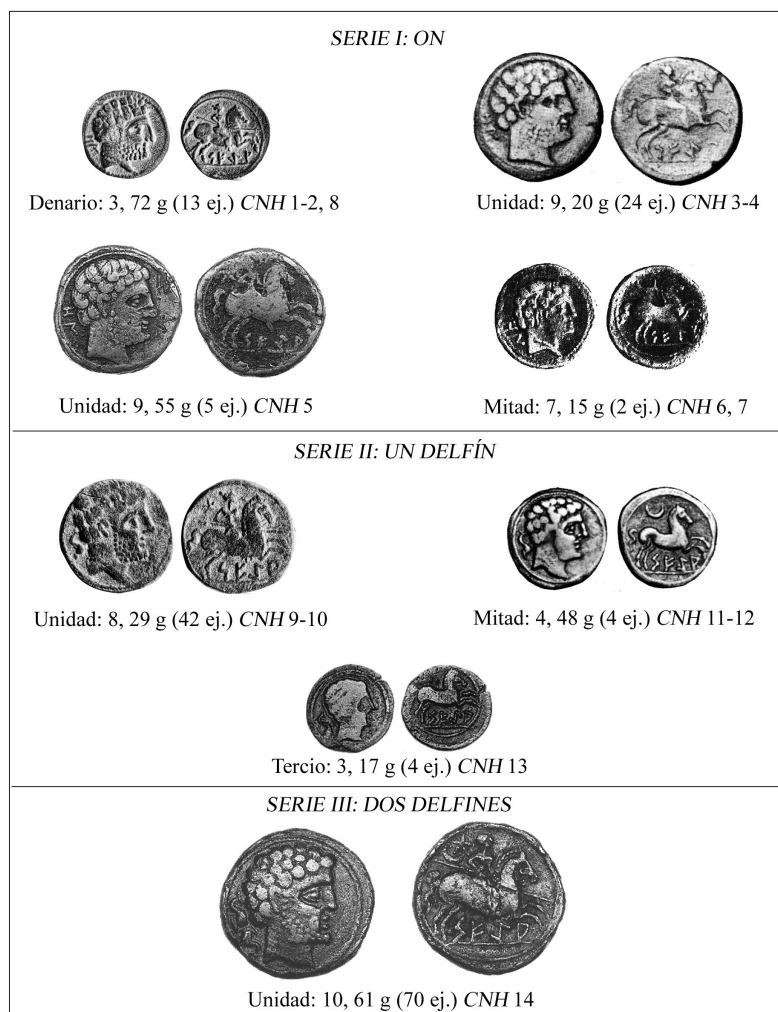 SERIE I: ON
Denario: 3, 72 g (13 ej.) CNH 1-2, 8
Unidad: 9, 20 g (24 ej.) CNH 3-4
Unidad: 9, 55 g (5 ej.) CNH 5
Mitad: 7, 15 g (2 ej.) CNH 6, 7
SERIE II: UN DELFÍN
Unidad: 8, 29 g (42 ej.) CNH 9-10
Mitad: 4, 48 g (4 ej.) CNH 11-12
Tercio: 3, 17 g (4 ej.) CNH 13
SERIE III: DOS DELFINES
Unidad: 10, 61 g (70 ej.) CNH 14